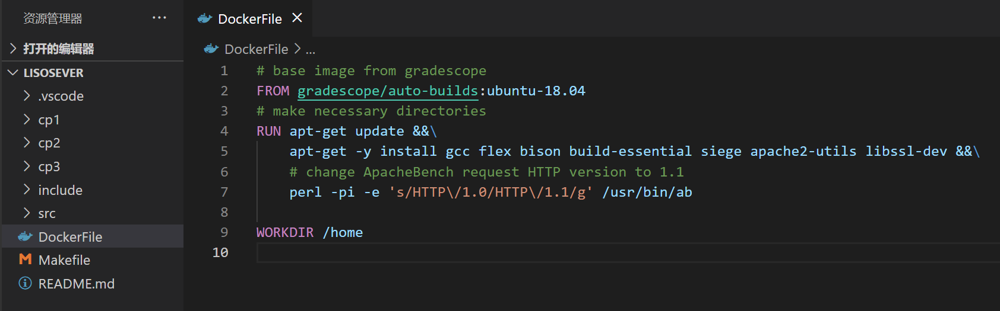 资源管理器 ...
打开的编辑器
LISOSEVER
.vscode
cp1
cp2
cp3
include
src
DockerFile
Makefile
README.md
DockerFile
DockerFile > ...
1 # base image from gradescope
2 FROM gradescope/auto-builds:ubuntu-18.04
3 # make necessary directories
4 RUN apt-get update &&\
5 apt-get -y install gcc flex bison build-essential siege apache2-utils libssl-dev &&\
6 # change ApacheBench request HTTP version to 1.1
7 perl -pi -e 's/HTTP\/1.0/HTTP\/1.1/g' /usr/bin/ab
8
9 WORKDIR /home
10